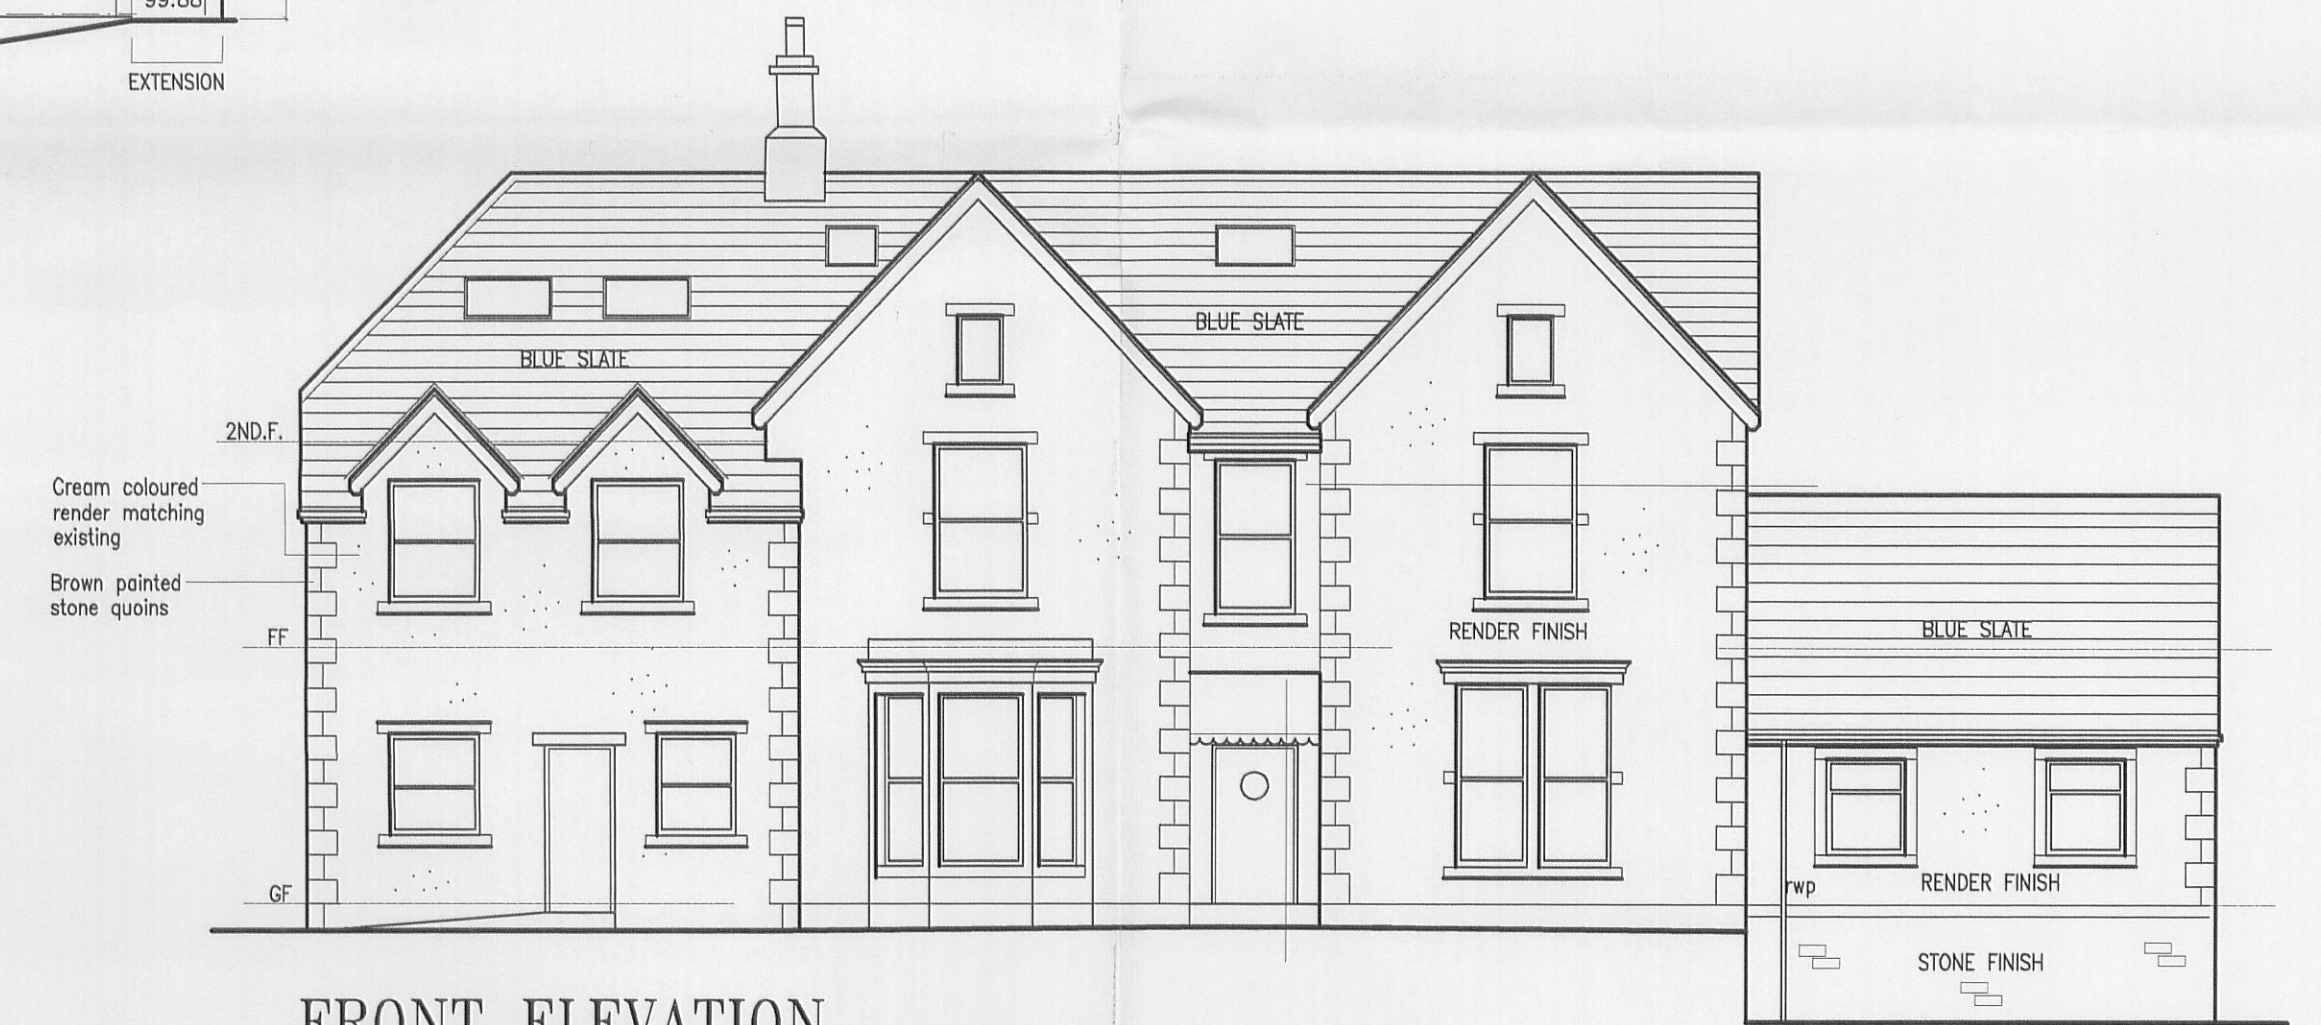 99.88
EXTENSION
BLUE SLATE
BLUE SLATE
2ND.F.
Cream coloured
render matching
existing
Brown painted
stone quoins
FF
RENDER FINISH
BLUE SLATE
GF
rwp
RENDER FINISH
STONE FINISH
FRONT ELEVATION